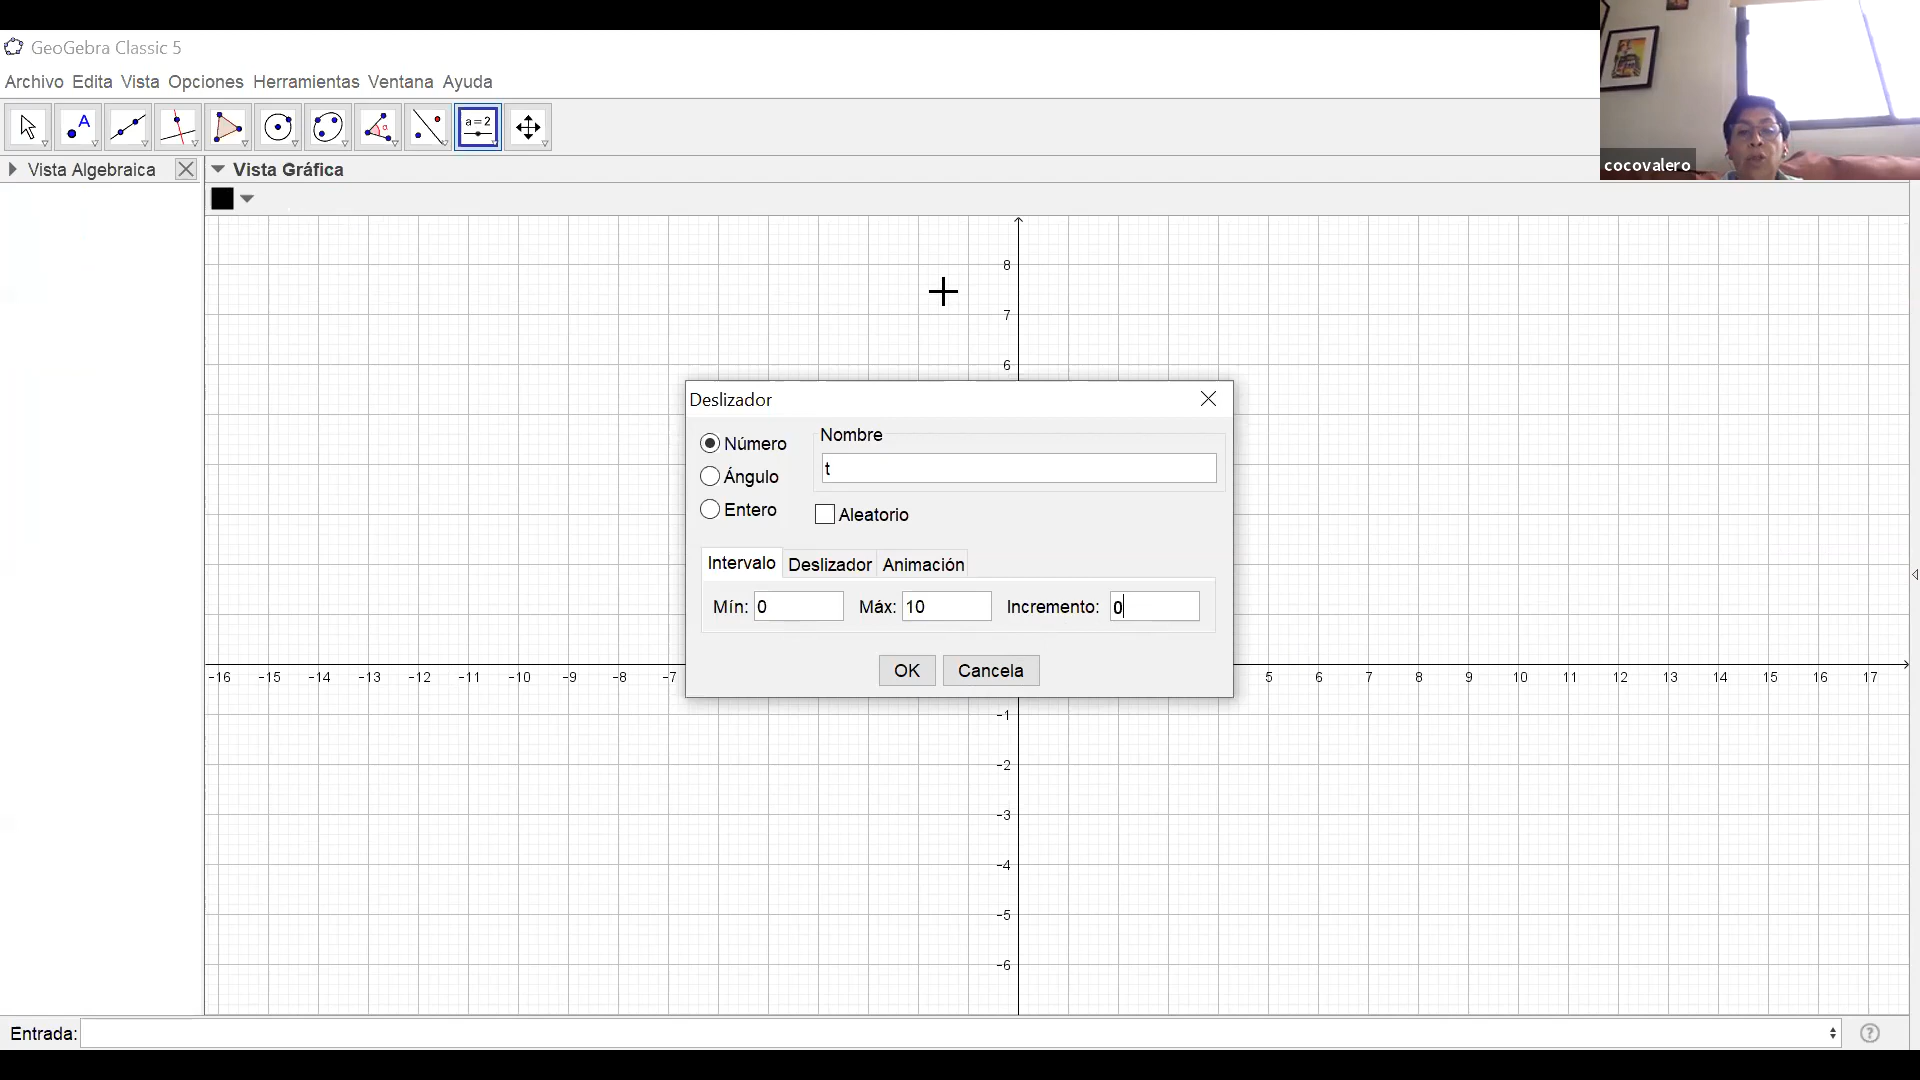 GeoGebra Classic 5
Archivo Edita Vista Opciones Herramientas Ventana Ayuda
A
α
a=2
Vista Algebraica
Vista Gráfica
cocovalero
8
7
6
Deslizador
Número
Ángulo
Entero
Nombre
t
Aleatorio
Intervalo Deslizador Animación
Mín: 0 Máx: 10 Incremento: 0
OK Cancela
-16 -15 -14 -13 -12 -11 -10 -9 -8 -7 5 6 7 8 9 10 11 12 13 14 15 16 17
-1
-2
-3
-4
-5
-6
Entrada:
?